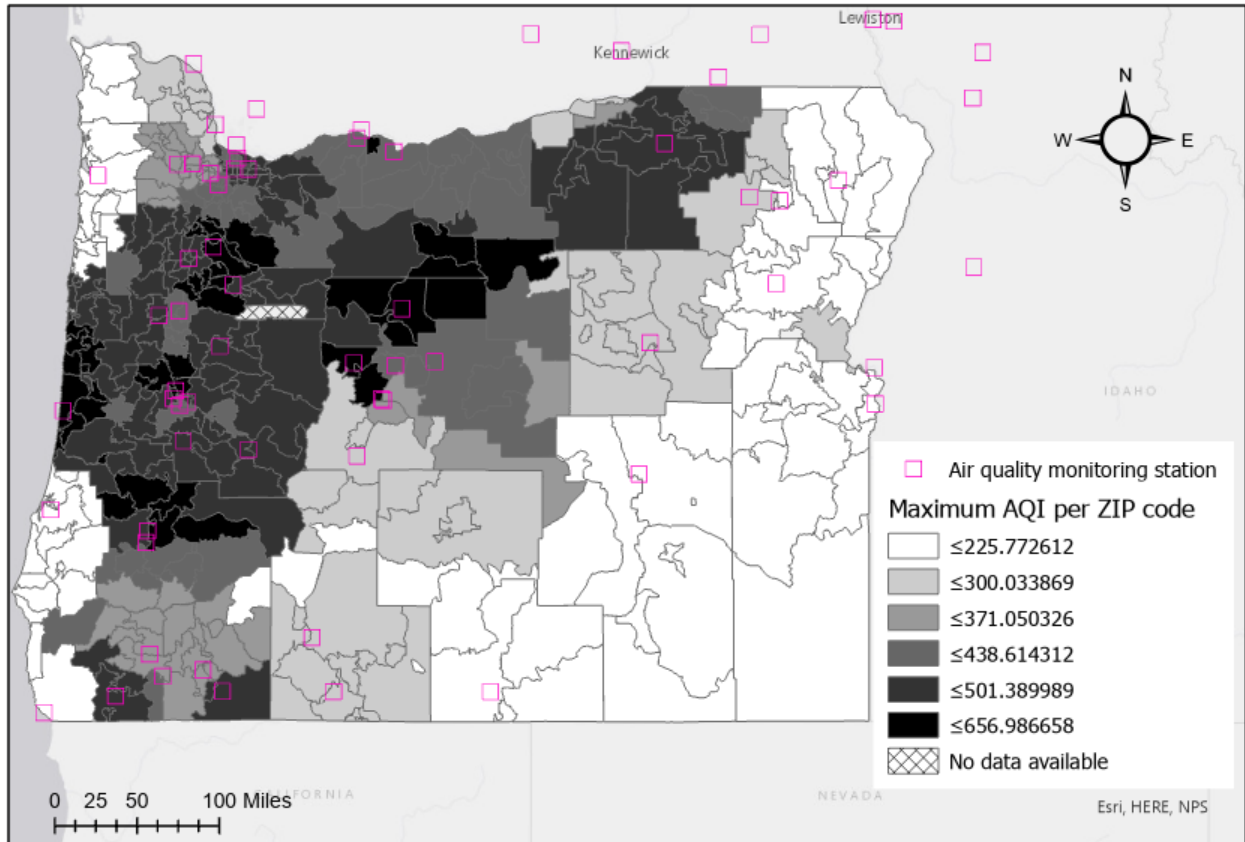 Lewiston
Kennewick
N
W E
S
IDAHO
Air quality monitoring station
Maximum AQI per ZIP code
≤225.772612
≤300.033869
≤371.050326
≤438.614312
≤501.389989
≤656.986658
No data available
0 25 50 100 Miles
CALIFORNIA
NEVADA
Esri, HERE, NPS